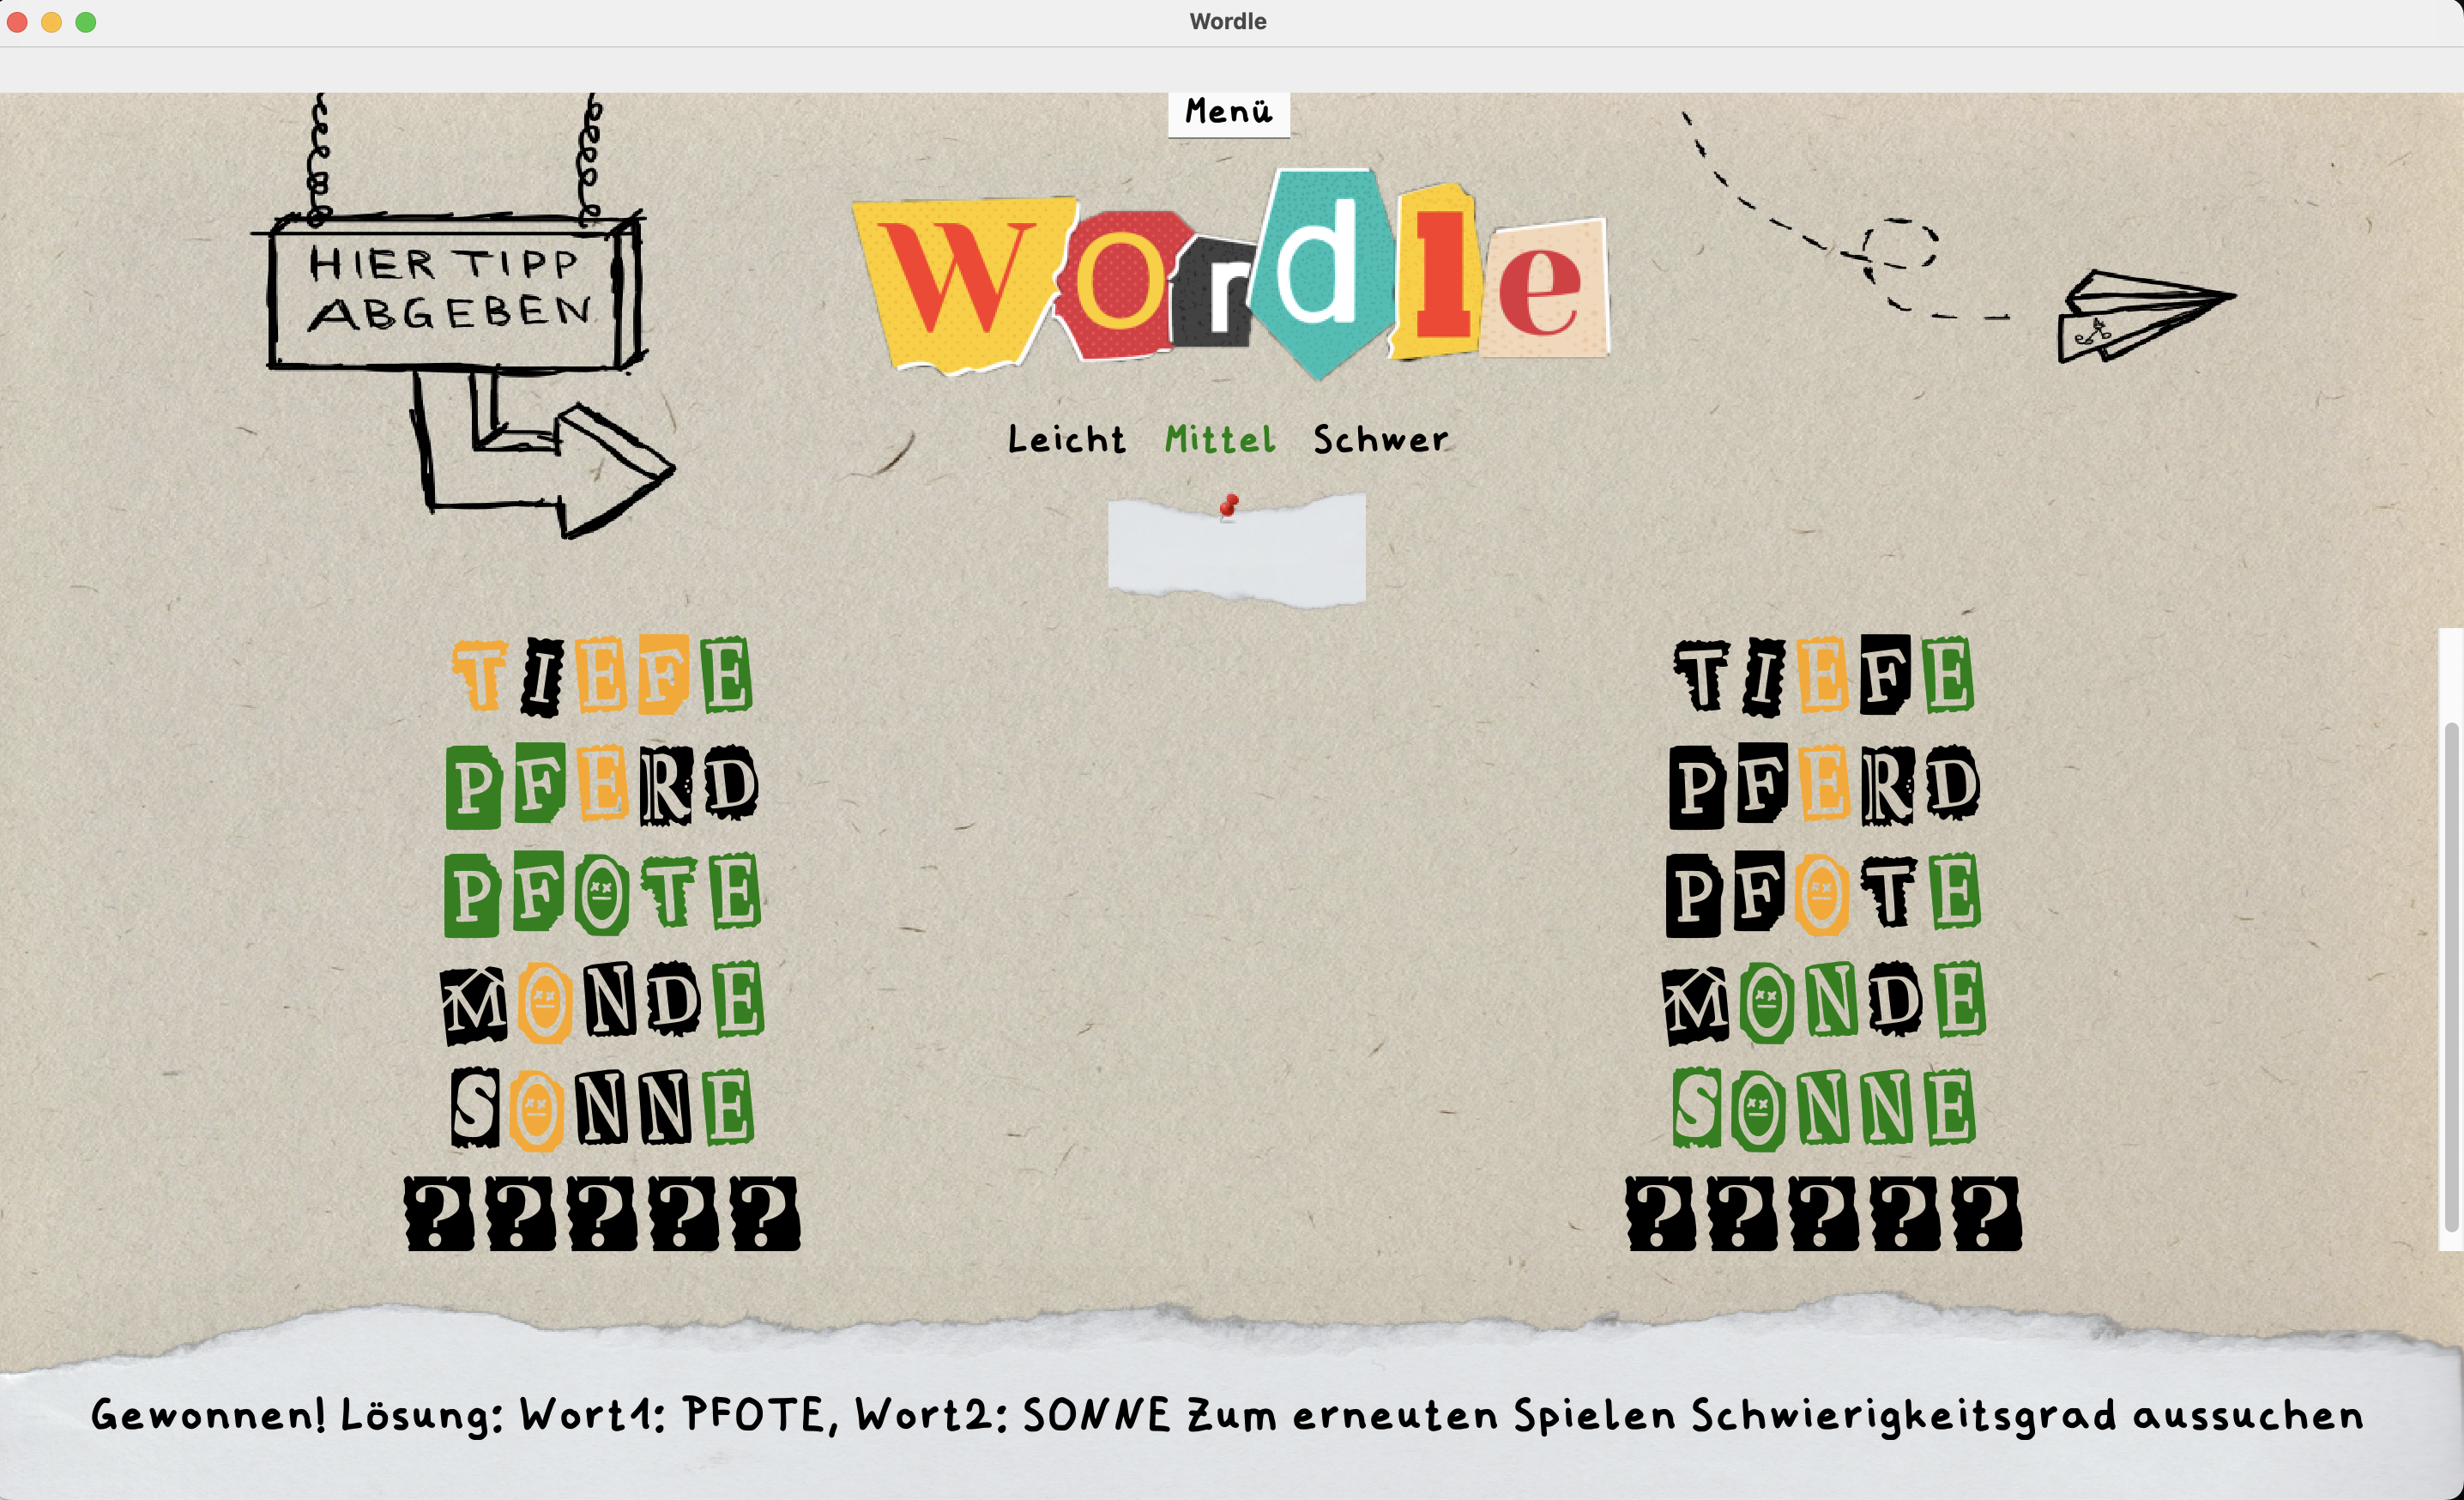 Wordle
Menü
HIER TIPP
ABGEBEN
Wordle
Leicht Mittel Schwer
TIEFE TIEFE
PFERD PFERD
PFOTE PFOTE
MONDE MONDE
SONNE SONNE
????? ?????
Gewonnen! Lösung: Wort1: PFOTE, Wort2: SONNE Zum erneuten Spielen Schwierigkeitsgrad aussuchen